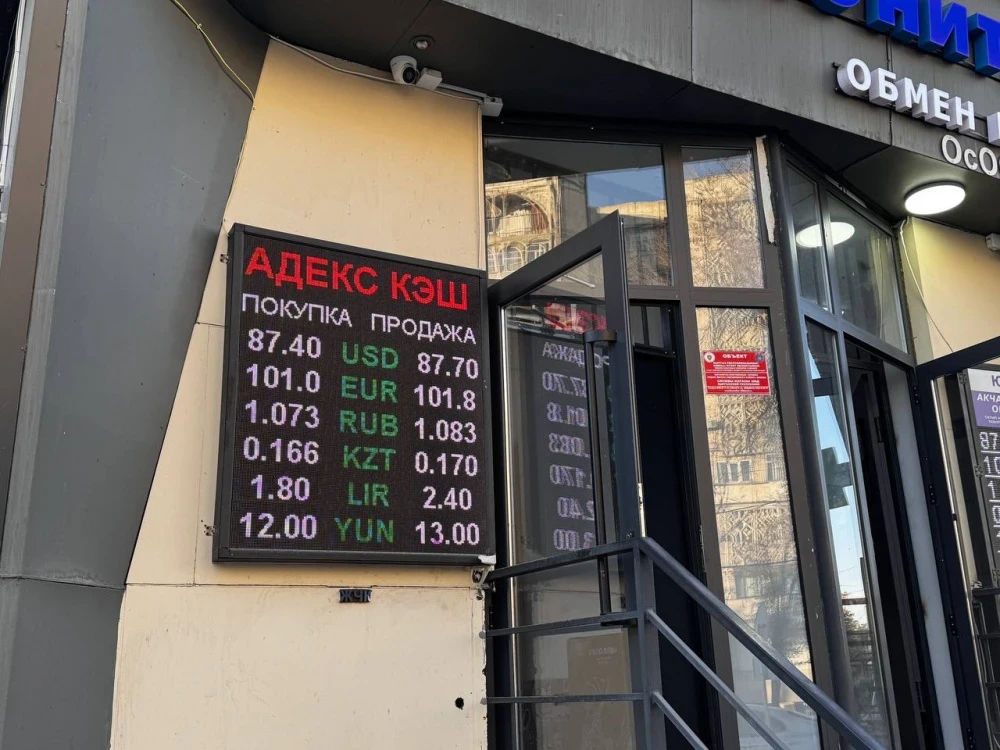 ОБМЕН
АДЕКС КЭШ
ПОКУПКА ПРОДАЖА
87.40 USD 87.70
101.0 EUR 101.8
1.073 RUB 1.083
0.166 KZT 0.170
1.80 LIR 2.40
12.00 YUN 13.00
ЖЧК
ОБЪЕКТ